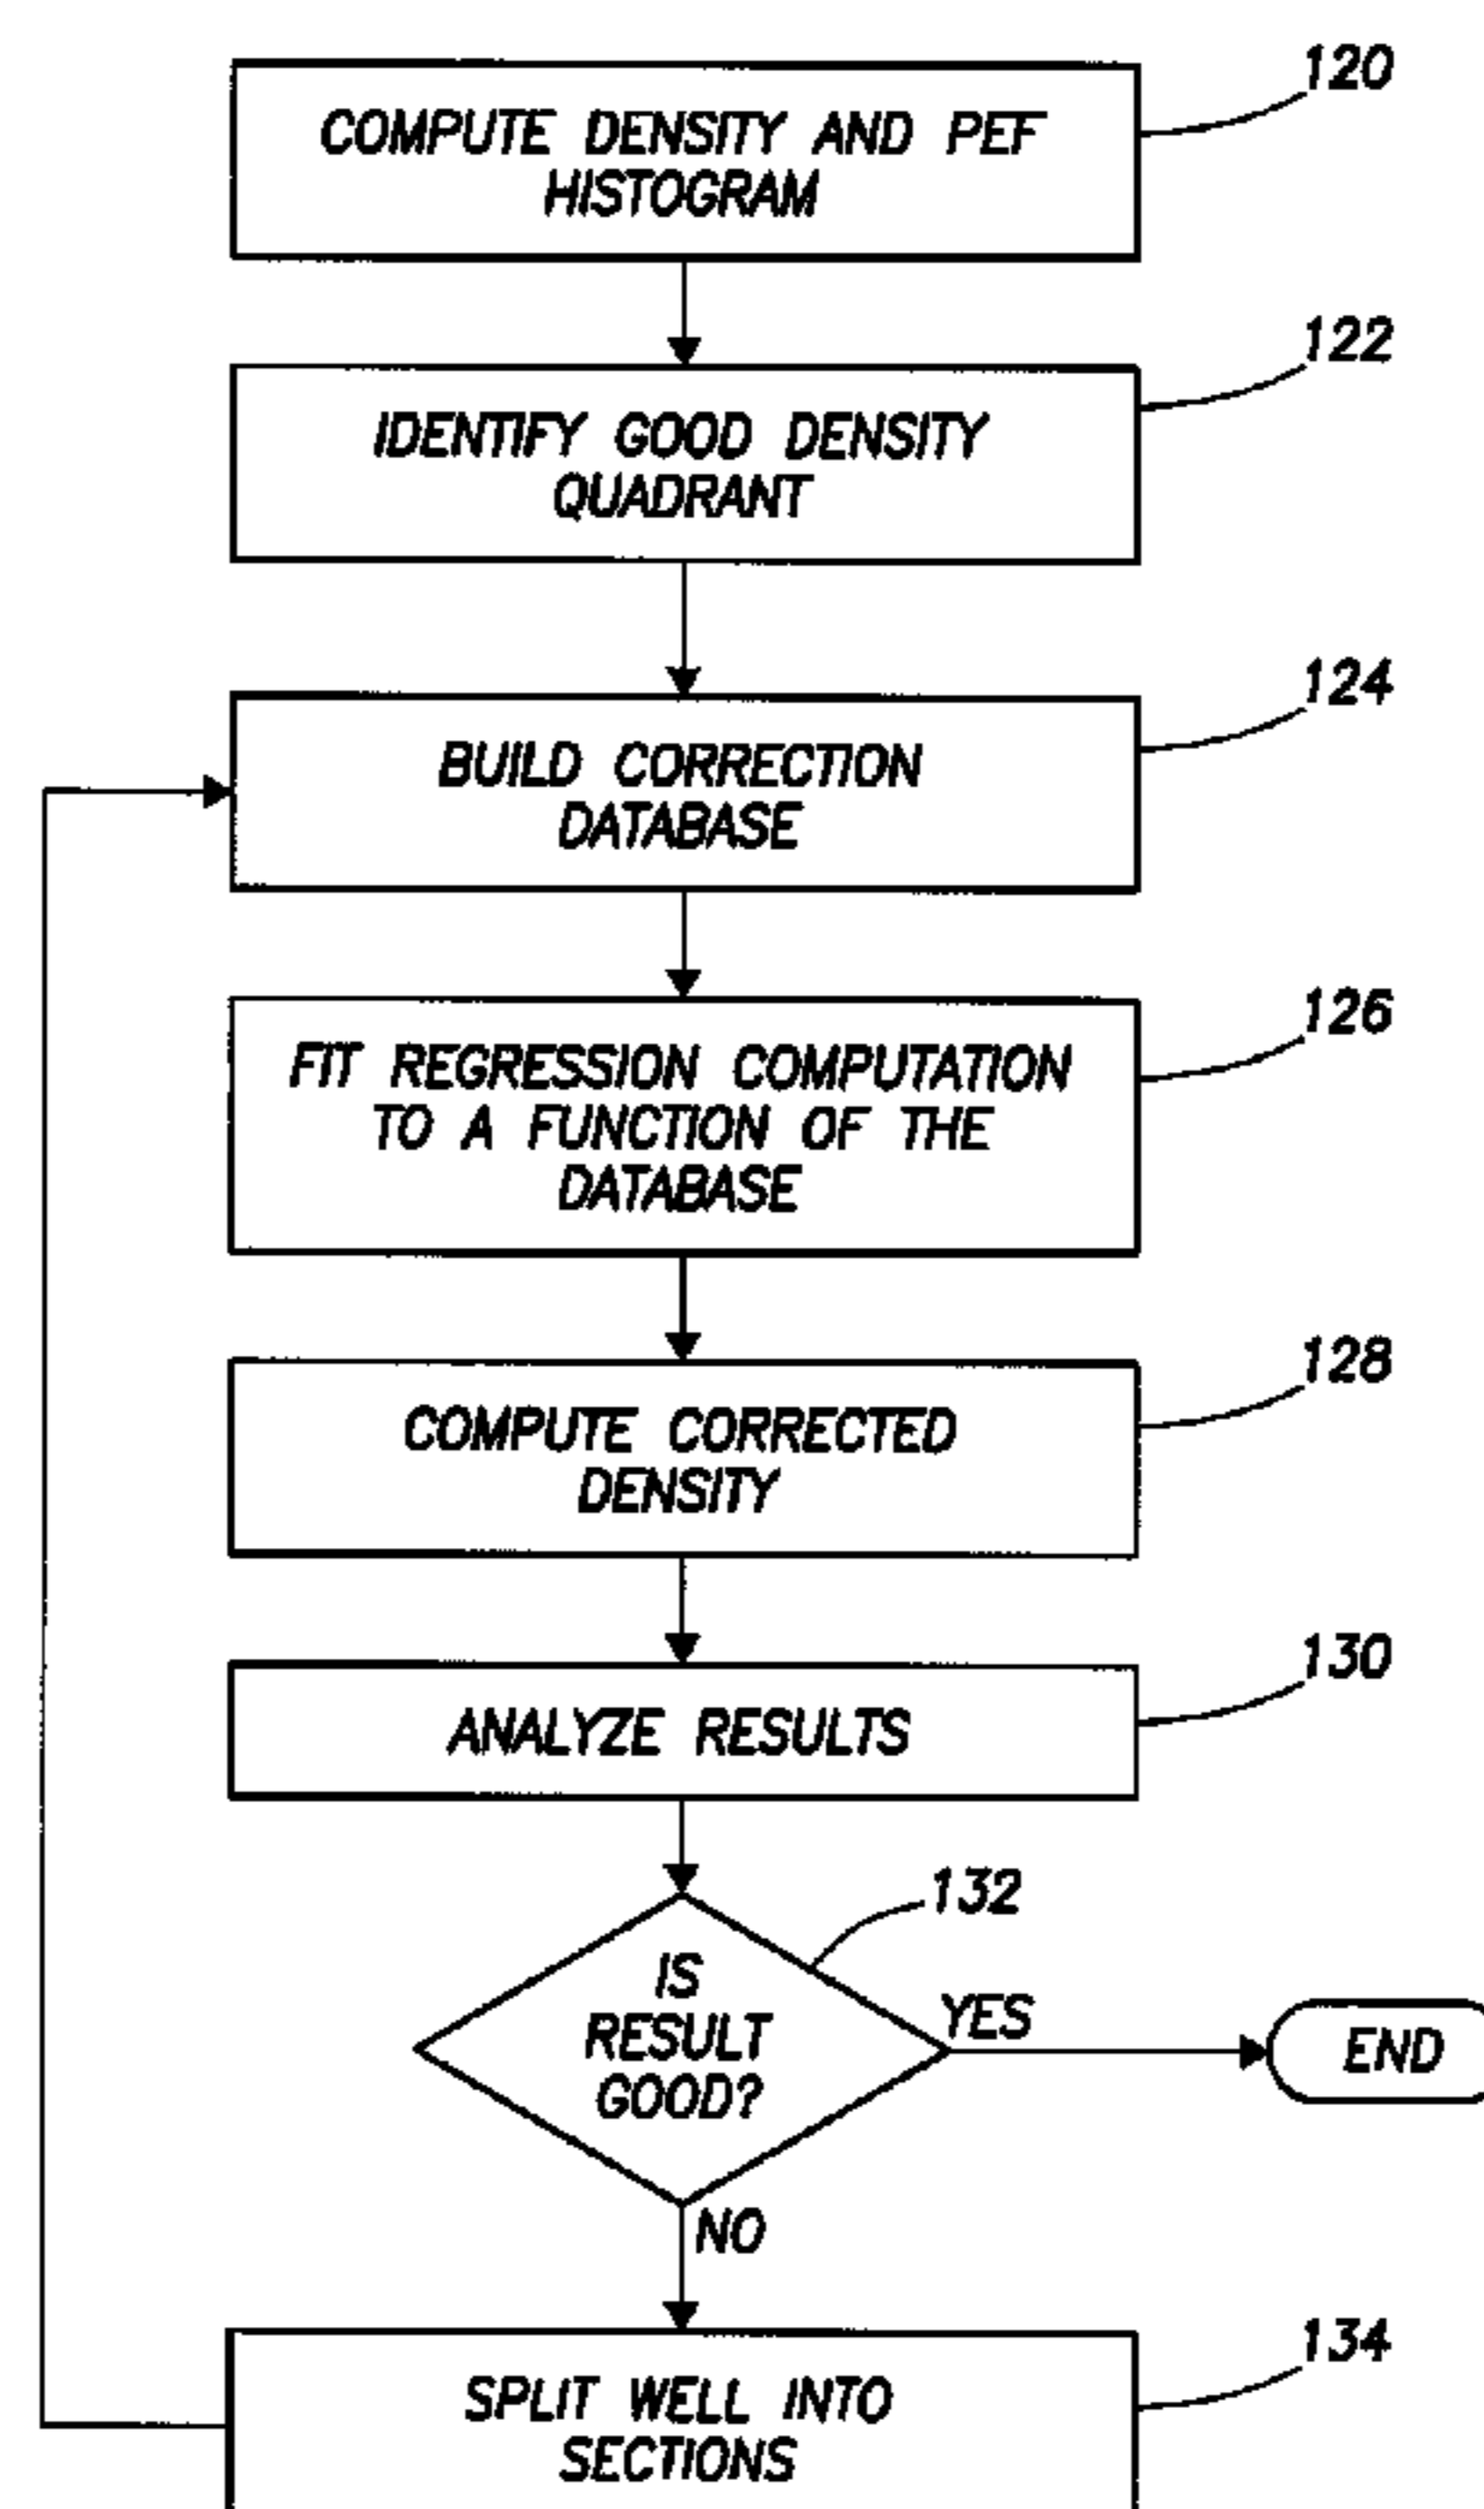 120
COMPUTE DENSITY AND PEF
HISTOGRAM
122
IDENTIFY GOOD DENSITY
QUADRANT
124
BUILD CORRECTION
DATABASE
126
FIT REGRESSION COMPUTATION
TO A FUNCTION OF THE
DATABASE
128
COMPUTE CORRECTED
DENSITY
130
ANALYZE RESULTS
132
IS
RESULT
GOOD?
YES
END
NO
134
SPLIT WELL INTO
SECTIONS